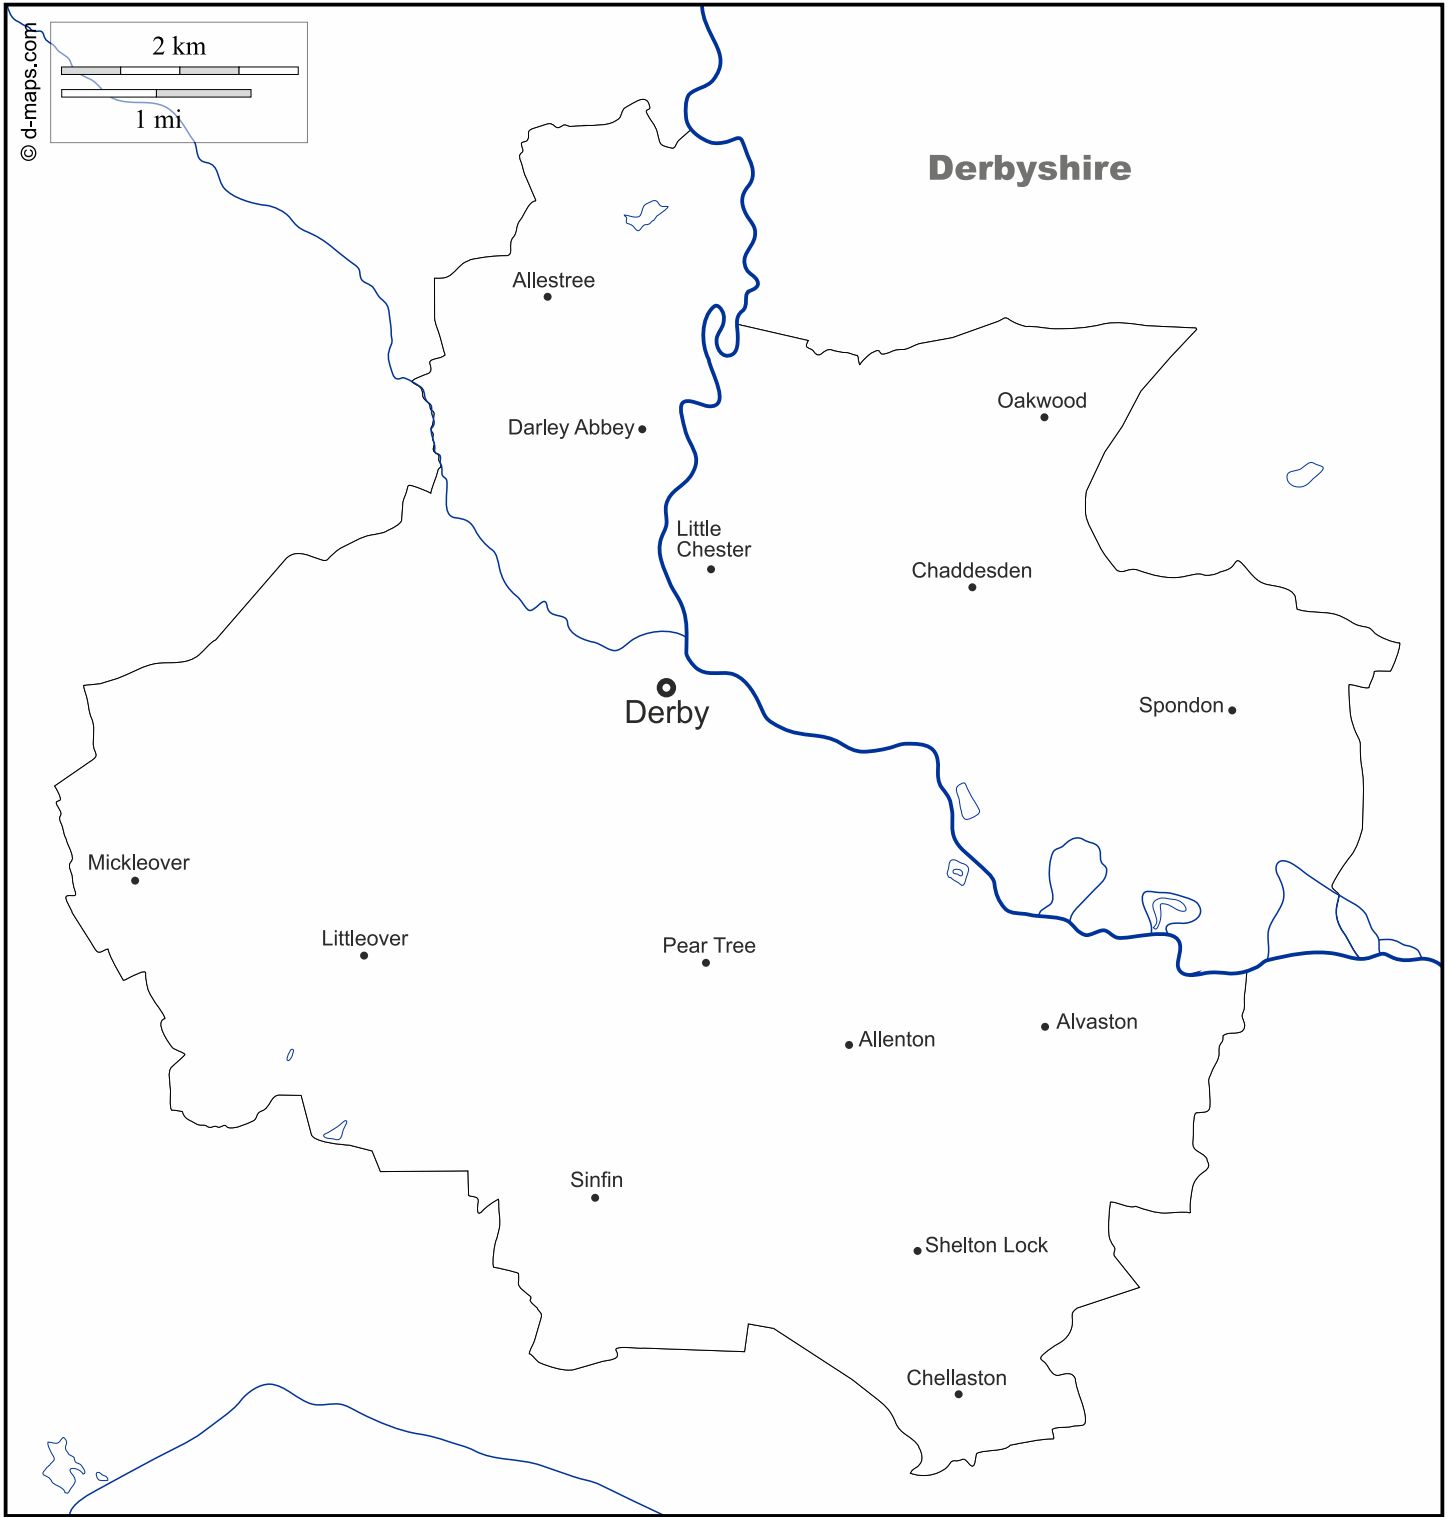 © d-maps.com
2 km
1 mi
Derbyshire
Allestree
Oakwood
Darley Abbey
Little
Chester
Chaddesden
Spondon
Derby
Mickleover
Littleover
Pear Tree
Alvaston
Allenton
Sinfin
Shelton Lock
Chellaston